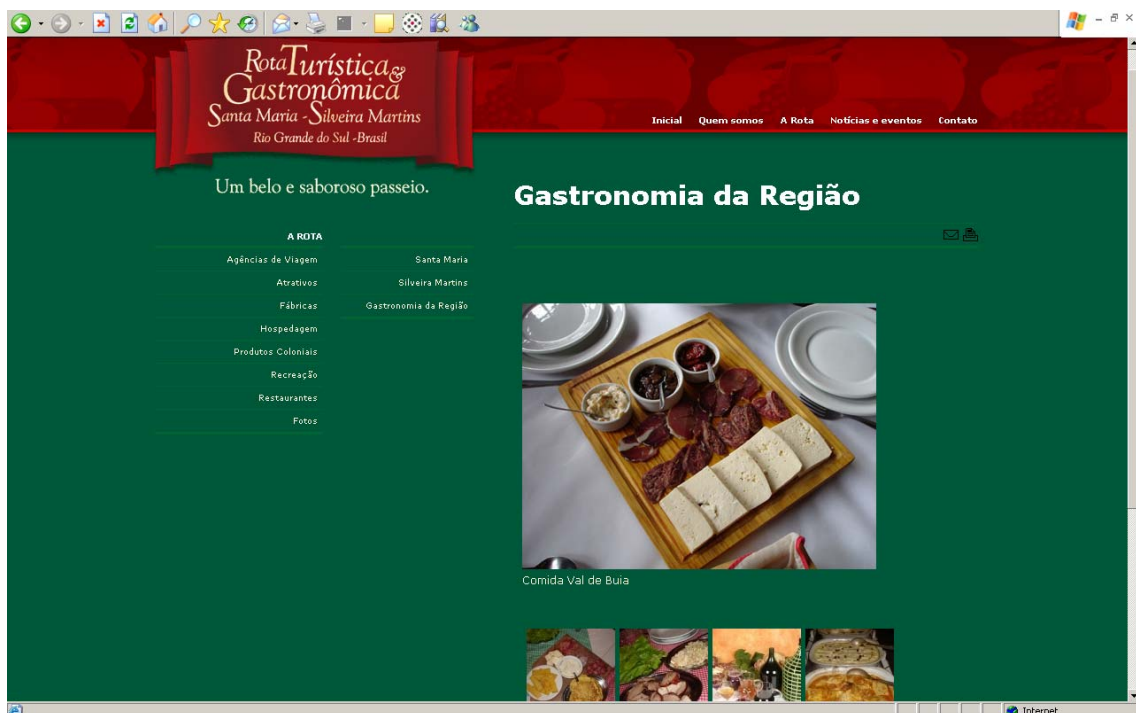 Rota Turística &
Gastronômica
Santa Maria - Silveira Martins
Rio Grande do Sul - Brasil
Inicial Quem somos A Rota Notícias e eventos Contato
Um belo e saboroso passeio.
Gastronomia da Região
A ROTA
Agências de Viagem
Atrativos
Fábricas
Hospedagem
Produtos Coloniais
Recreação
Restaurantes
Fotos
Santa Maria
Silveira Martins
Gastronomia da Região
Comida Val de Buia
Internet